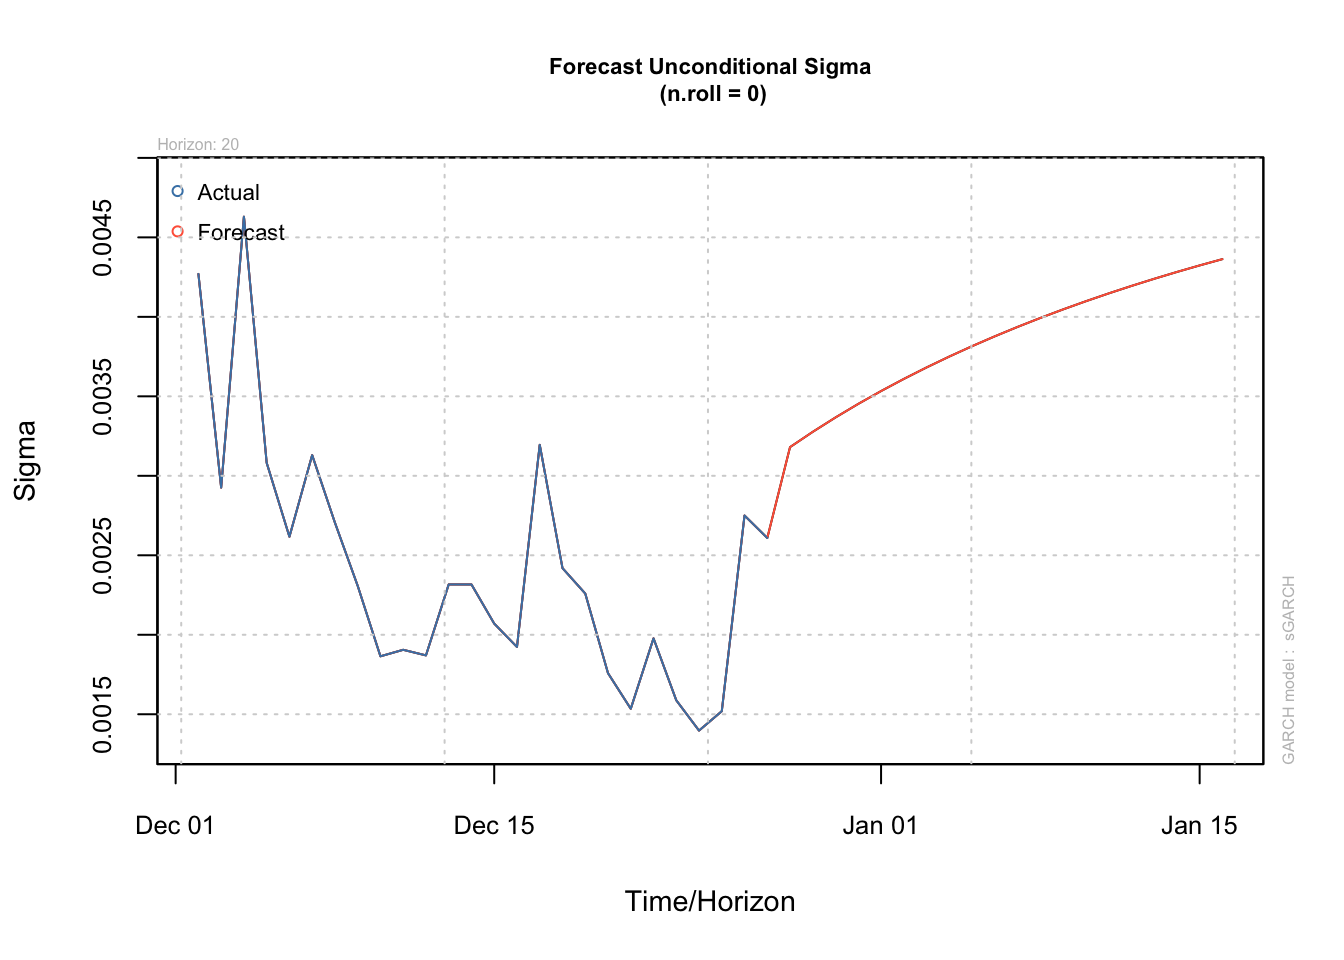 Forecast Unconditional Sigma
(n.roll = 0)
Horizon: 20
Actual
Forecast
0.0045
0.0035
0.0025
0.0015
Sigma
Dec 01
Dec 15
Jan 01
Jan 15
Time/Horizon
GARCH model : sGARCH